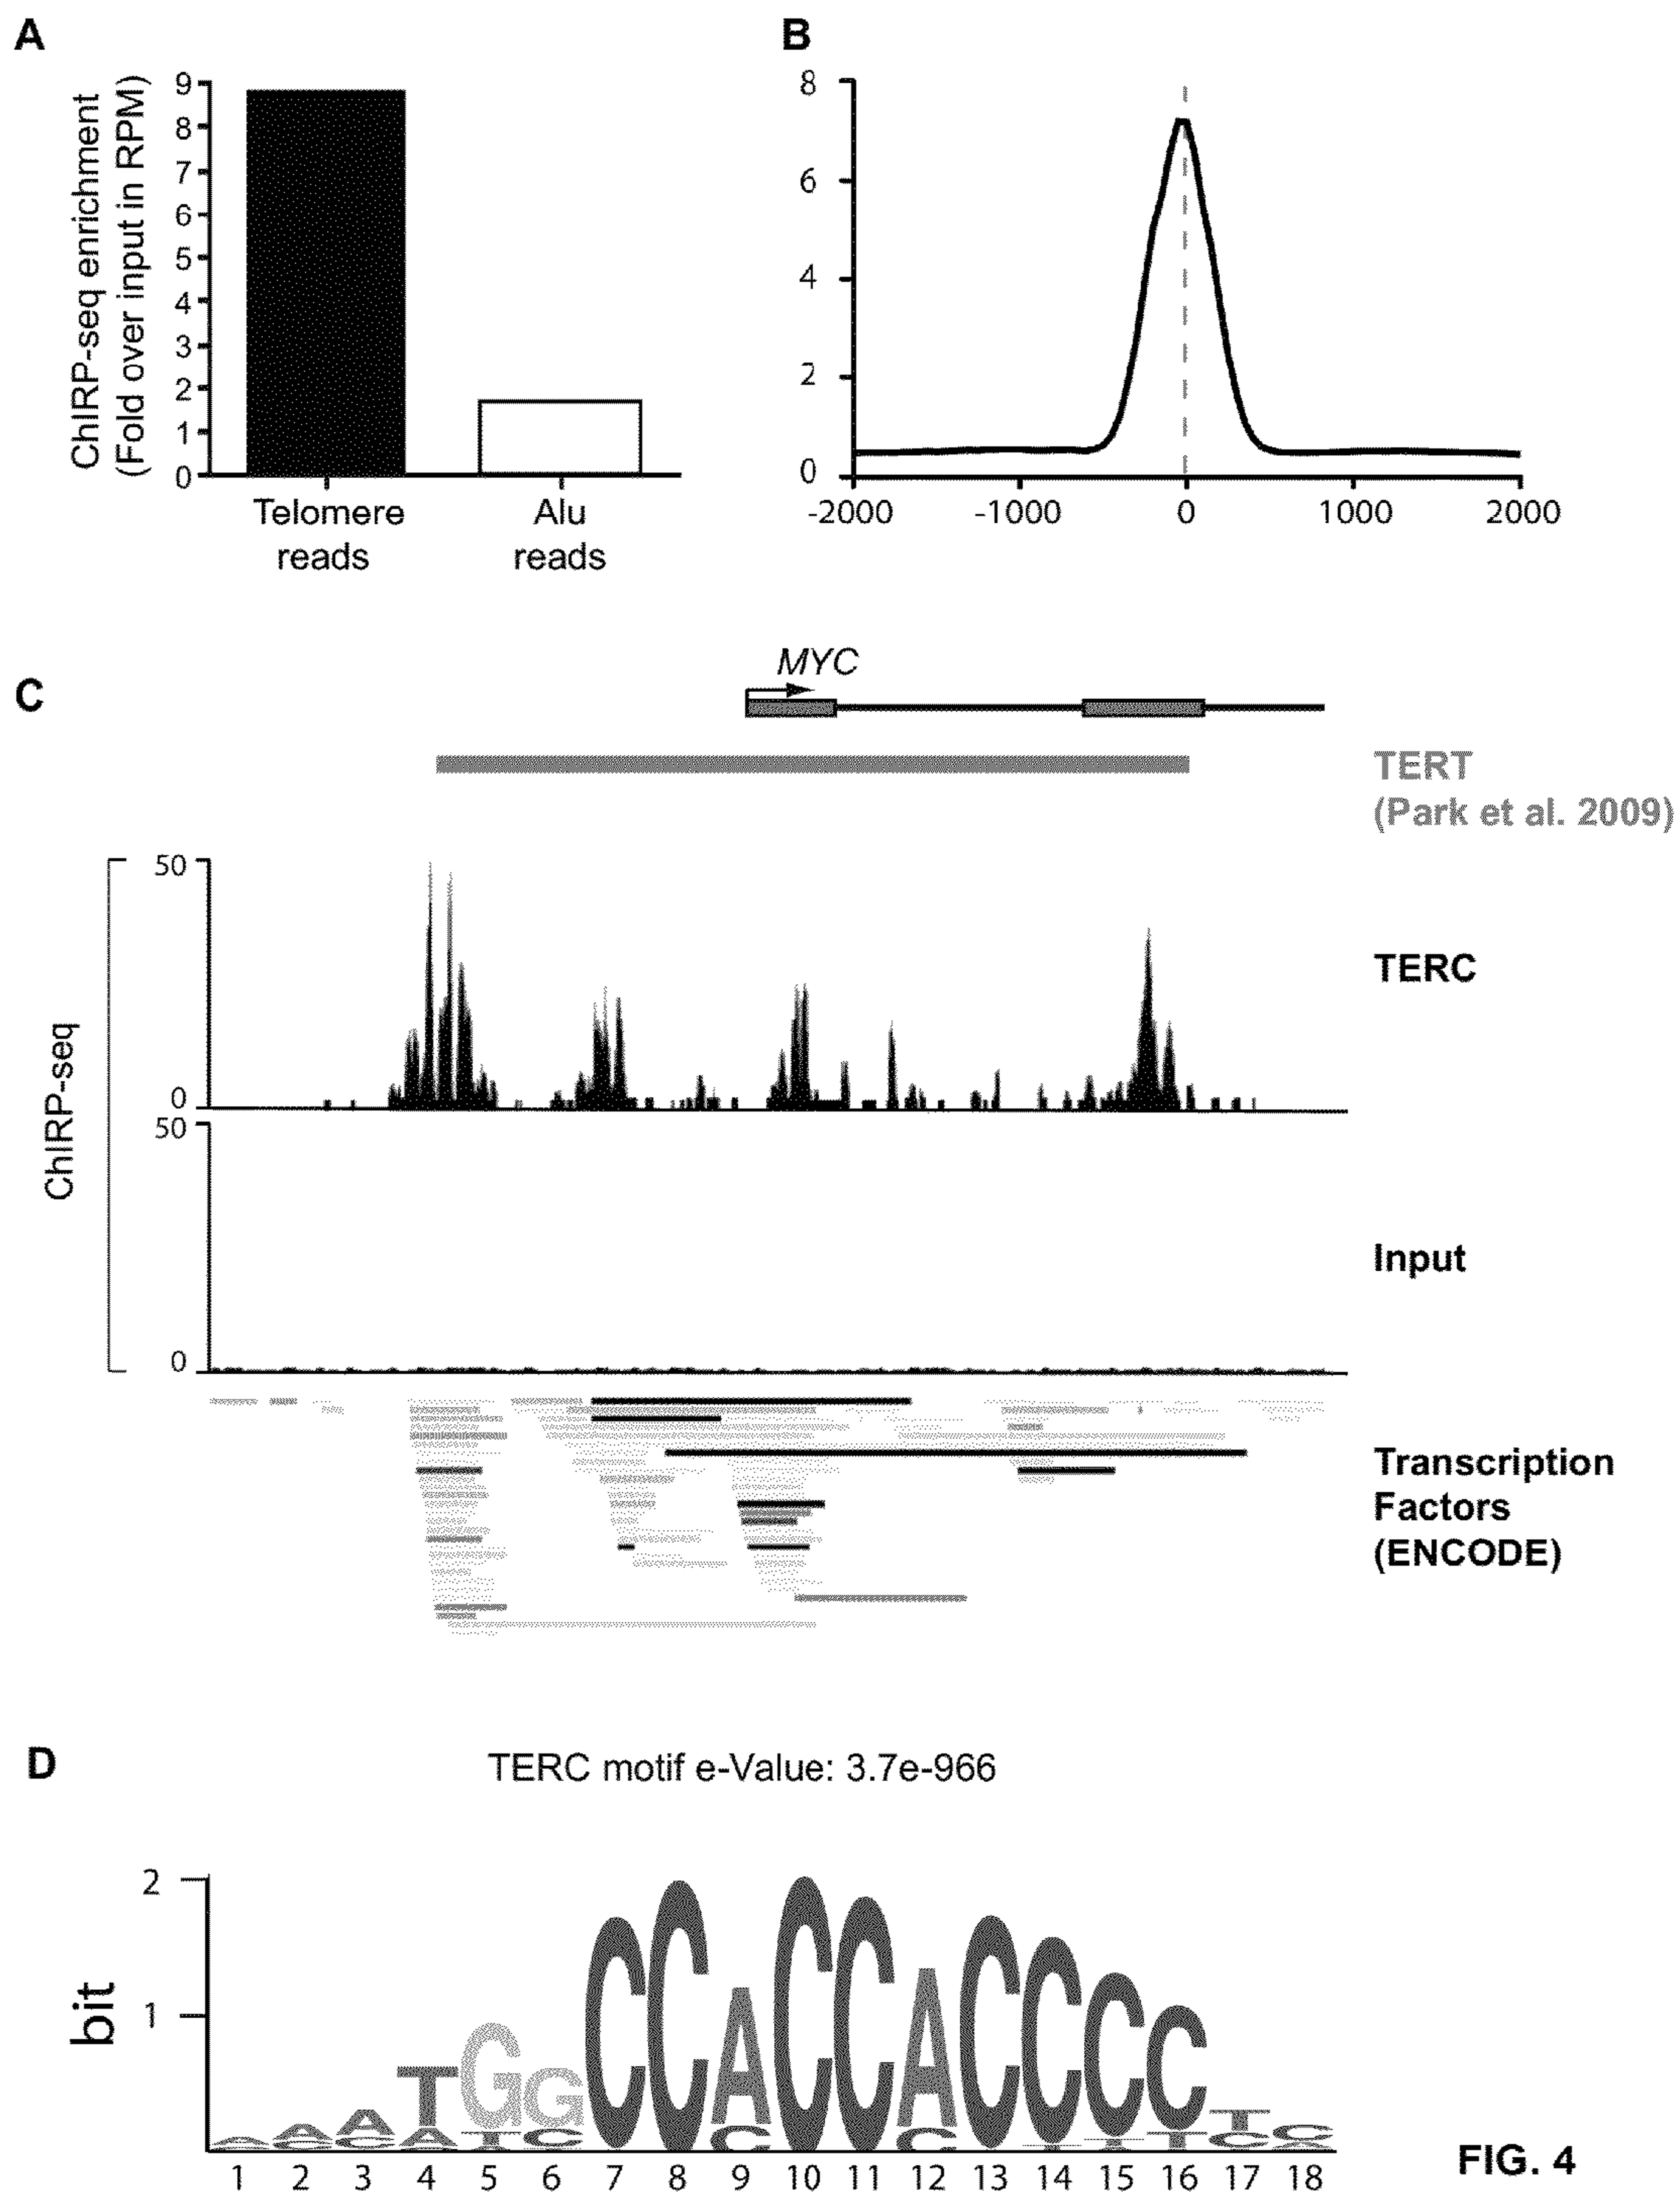 A
ChIRP-seq enrichment
(Fold over input in RPM)
9
8
7
6
5
4
3
2
1
0
Telomere
reads
Alu
reads
B
8
6
4
2
0
-2000
-1000
0
1000
2000
C
MYC
TERT
(Park et al. 2009)
ChIRP-seq
50
0
TERC
50
0
Input
Transcription
Factors
(ENCODE)
D
TERC motif e-Value: 3.7e-966
bit
2
1
TGGCCACCACCCC
1 2 3 4 5 6 7 8 9 10 11 12 13 14 15 16 17 18
FIG. 4